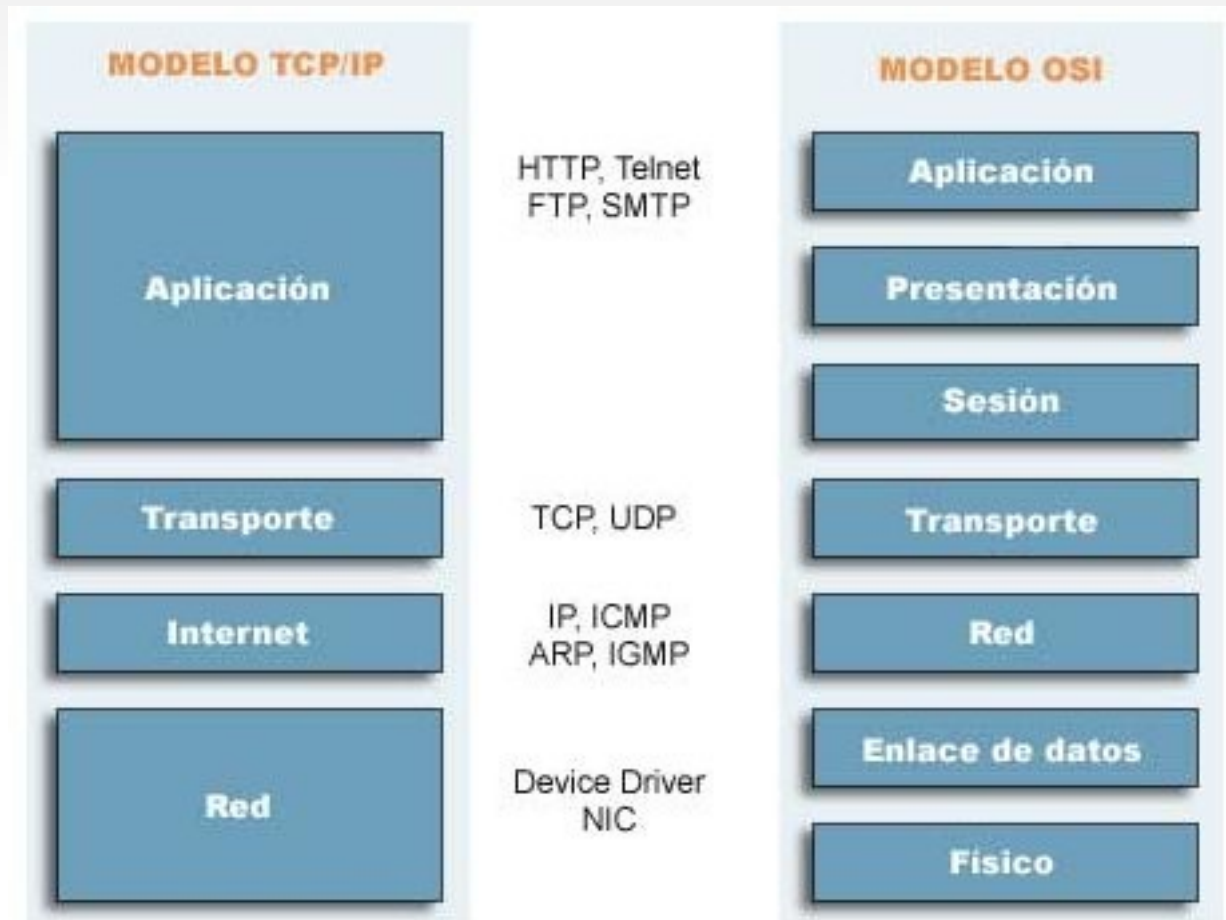 MODELO TCP/IP
Aplicación
Transporte
Internet
Red
HTTP, Telnet
FTP, SMTP
TCP, UDP
IP, ICMP
ARP, IGMP
Device Driver
NIC
MODELO OSI
Aplicación
Presentación
Sesión
Transporte
Red
Enlace de datos
Físico